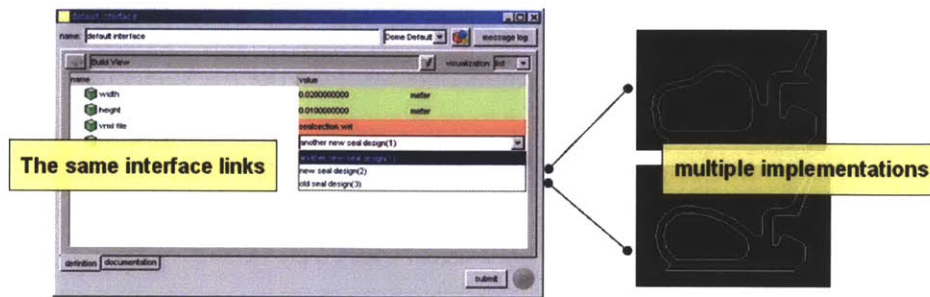 default interface
name: default interface
Dome Default
message log
Build View
visualization: list
name
value
width
0.0200000000
meter
height
0.0100000000
meter
vrml file
sealsection.wrl
another new seal design(1)
another new seal design(1)
new seal design(2)
old seal design(3)
The same interface links
multiple implementations
definition
documentation
submit